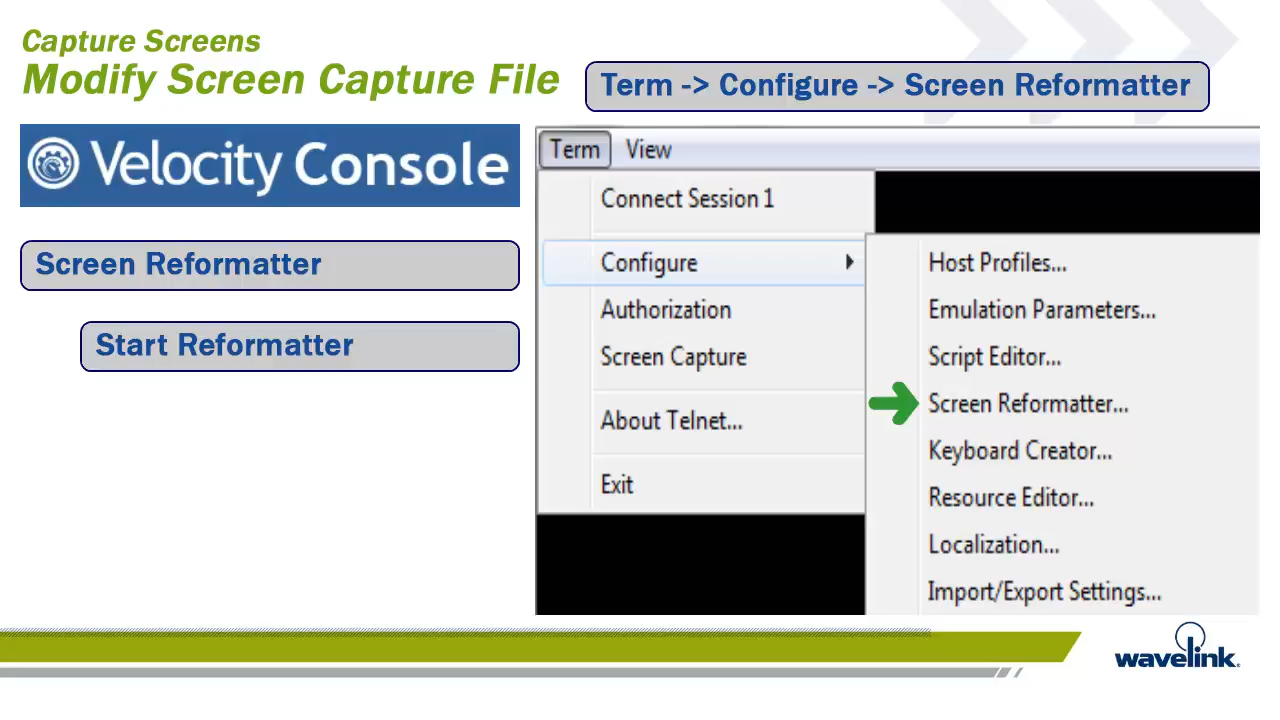 Capture Screens
Modify Screen Capture File
Term -> Configure -> Screen Reformatter
Velocity Console
Screen Reformatter
Start Reformatter
Term View
Connect Session 1
Configure
Authorization
Screen Capture
About Telnet...
Exit
Host Profiles...
Emulation Parameters...
Script Editor...
Screen Reformatter...
Keyboard Creator...
Resource Editor...
Localization...
Import/Export Settings...
wavelink